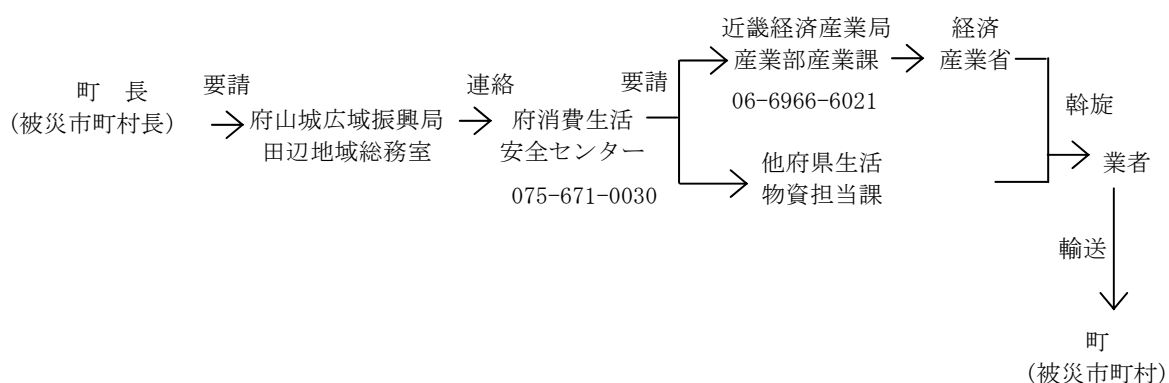 町　長
(被災市町村長)
要請
府山城広域振興局
田辺地域総務室
連絡
府消費生活
安全センター
075-671-0030
要請
近畿経済産業局
産業部産業課
06-6966-6021
経済
産業省
他府県生活
物資担当課
斡旋
業者
輸送
町
(被災市町村)